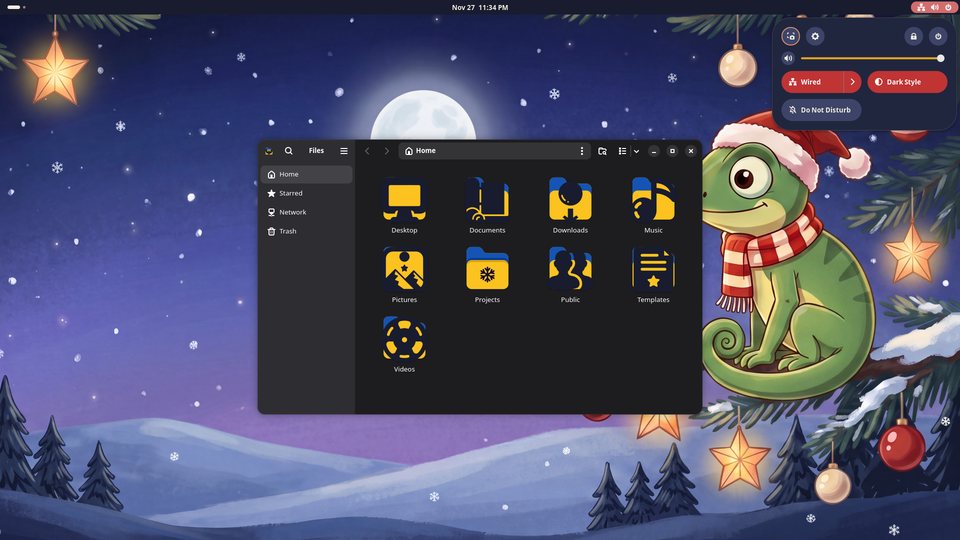 Nov 27 11:34 PM
Wired
Dark Style
Do Not Disturb
Files
Home
Home
Starred
Network
Trash
Desktop
Documents
Downloads
Music
Pictures
Projects
Public
Templates
Videos